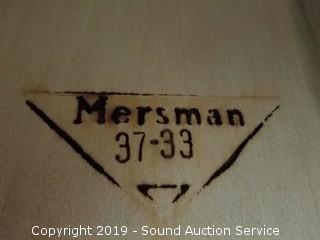 Mersman
37-33
Copyright 2019 - Sound Auction Service